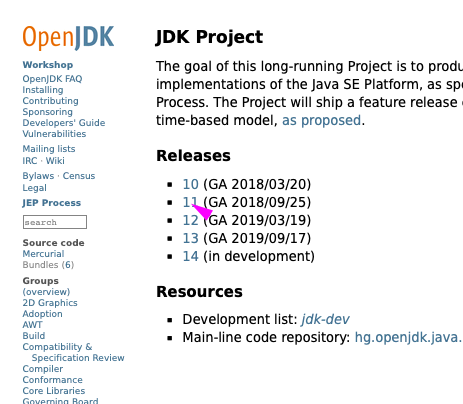 OpenJDK
Workshop
OpenJDK FAQ
Installing
Contributing
Sponsoring
Developers' Guide
Vulnerabilities
Mailing lists
IRC · Wiki
Bylaws · Census
Legal
JEP Process
search
Source code
Mercurial
Bundles (6)
Groups
(overview)
2D Graphics
Adoption
AWT
Build
Compatibility &
Specification Review
Compiler
Conformance
Core Libraries
Governing Board
JDK Project
The goal of this long-running Project is to produ
implementations of the Java SE Platform, as spe
Process. The Project will ship a feature release
time-based model, as proposed.
Releases
10 (GA 2018/03/20)
11 (GA 2018/09/25)
12 (GA 2019/03/19)
13 (GA 2019/09/17)
14 (in development)
Resources
Development list: jdk-dev
Main-line code repository: hg.openjdk.java.